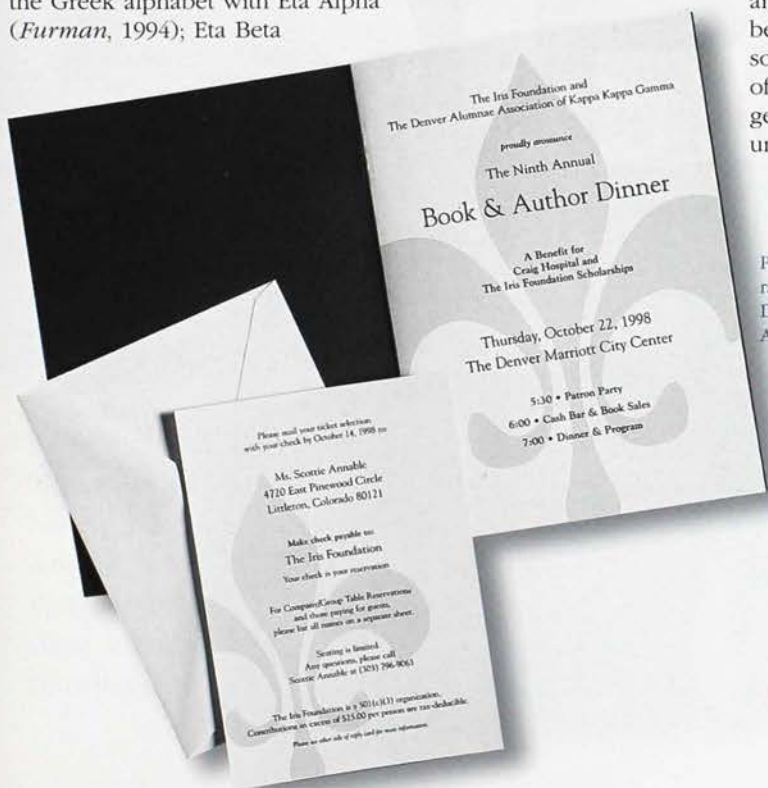 the Greek alphabet with Eta Alpha
(Furman, 1994); Eta Beta
The Iris Foundation and
The Denver Alumnae Association of Kappa Kappa Gamma
proudly announce
The Ninth Annual
Book & Author Dinner
A Benefit for
Craig Hospital and
The Iris Foundation Scholarships
Thursday, October 22, 1998
The Denver Marriott City Center
5:30 • Patron Party
6:00 • Cash Bar & Book Sales
7:00 • Dinner & Program
Please mail your ticket selection
with your check by October 14, 1998 to:
Ms. Scottie Annable
4720 East Pinewood Circle
Littleton, Colorado 80121
Make check payable to:
The Iris Foundation
Your check is your reservation
For Company/Group Table Reservations
and those paying for guests,
please list all names on a separate sheet.
Seating is limited.
Any questions, please call
Scottie Annable at (303) 796-9061
The Iris Foundation is a 501(c)(3) organization.
Contributions in excess of $25.00 per person are tax-deductible.
Please see other side of reply card for more information.